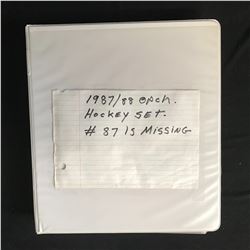 1987/88 OPCH.
HOCKEY SET.
# 87 IS MISSING